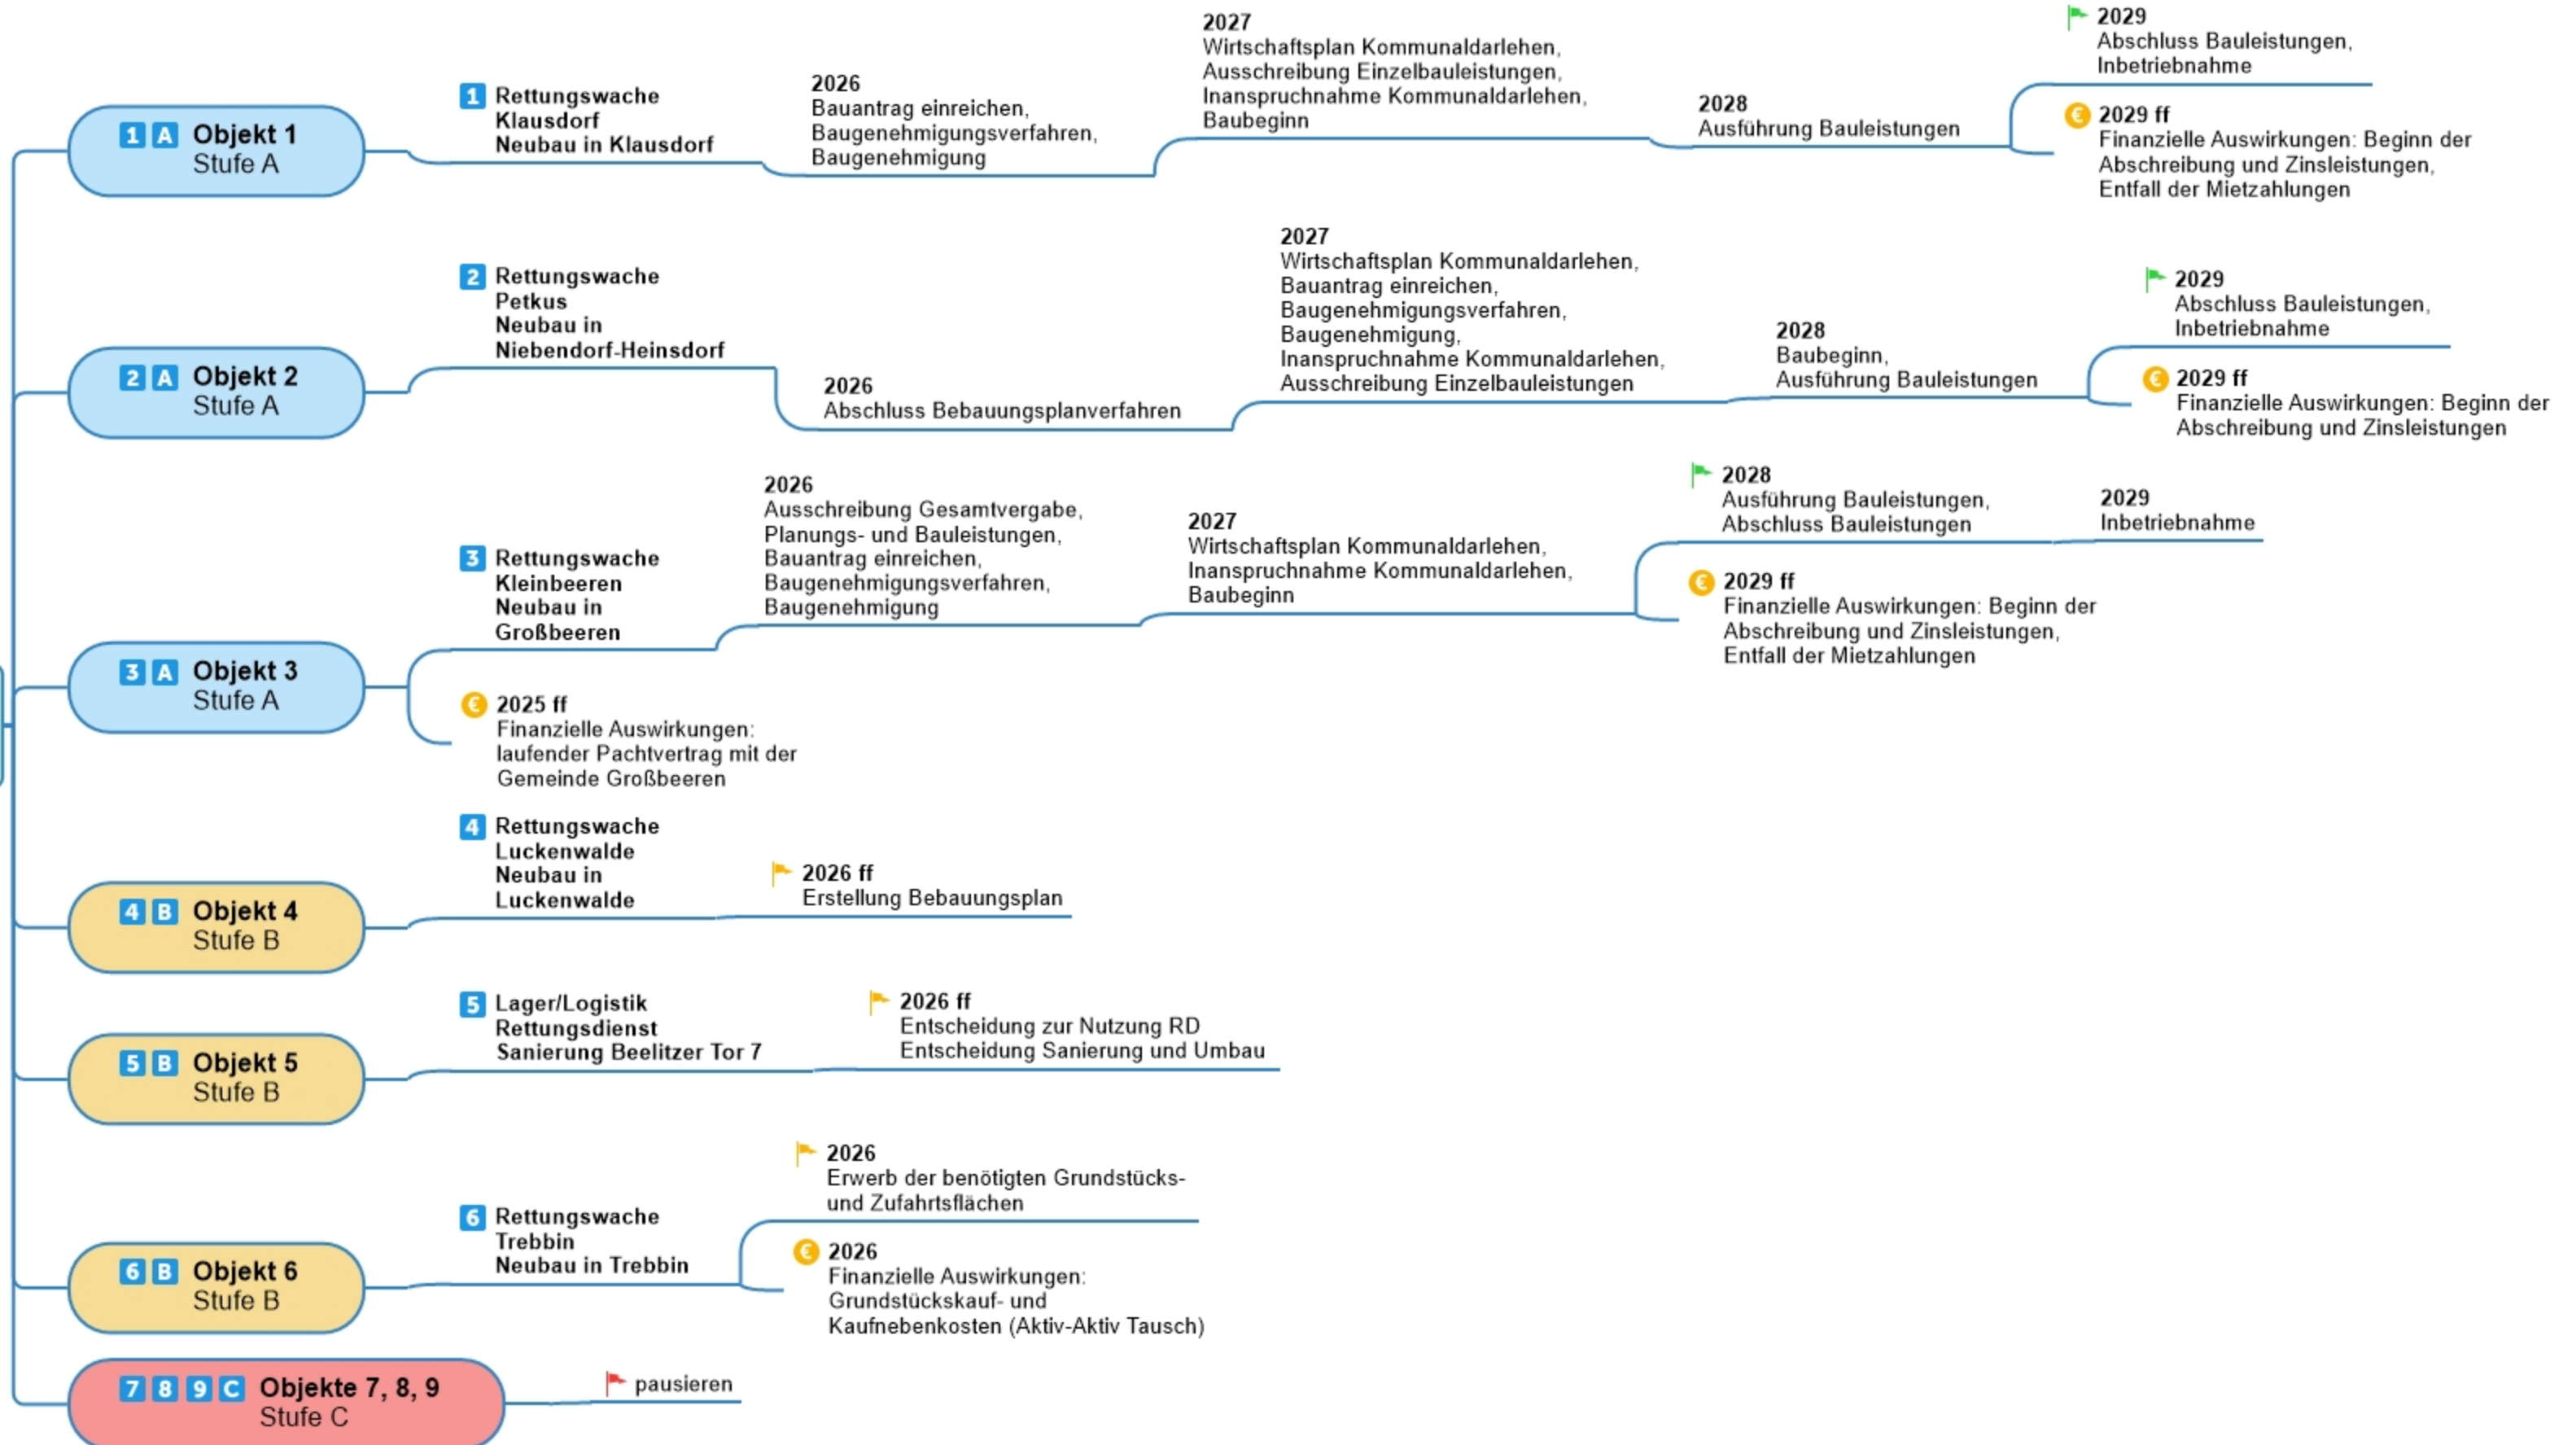 1 A Objekt 1
Stufe A
1 Rettungswache
Klausdorf
Neubau in Klausdorf
2026
Bauantrag einreichen,
Baugenehmigungsverfahren,
Baugenehmigung
2027
Wirtschaftsplan Kommunaldarlehen,
Ausschreibung Einzelbauleistungen,
Inanspruchnahme Kommunaldarlehen,
Baubeginn
2028
Ausführung Bauleistungen
2029
Abschluss Bauleistungen,
Inbetriebnahme
€ 2029 ff
Finanzielle Auswirkungen: Beginn der
Abschreibung und Zinsleistungen,
Entfall der Mietzahlungen
2 A Objekt 2
Stufe A
2 Rettungswache
Petkus
Neubau in
Niebendorf-Heinsdorf
2026
Abschluss Bebauungsplanverfahren
2027
Wirtschaftsplan Kommunaldarlehen,
Bauantrag einreichen,
Baugenehmigungsverfahren,
Baugenehmigung,
Inanspruchnahme Kommunaldarlehen,
Ausschreibung Einzelbauleistungen
2028
Baubeginn,
Ausführung Bauleistungen
2029
Abschluss Bauleistungen,
Inbetriebnahme
€ 2029 ff
Finanzielle Auswirkungen: Beginn der
Abschreibung und Zinsleistungen
3 A Objekt 3
Stufe A
3 Rettungswache
Kleinbeeren
Neubau in
Großbeeren
2026
Ausschreibung Gesamtvergabe,
Planungs- und Bauleistungen,
Bauantrag einreichen,
Baugenehmigungsverfahren,
Baugenehmigung
2027
Wirtschaftsplan Kommunaldarlehen,
Inanspruchnahme Kommunaldarlehen,
Baubeginn
2028
Ausführung Bauleistungen,
Abschluss Bauleistungen
2029
Inbetriebnahme
€ 2029 ff
Finanzielle Auswirkungen: Beginn der
Abschreibung und Zinsleistungen,
Entfall der Mietzahlungen
€ 2025 ff
Finanzielle Auswirkungen:
laufender Pachtvertrag mit der
Gemeinde Großbeeren
4 B Objekt 4
Stufe B
4 Rettungswache
Luckenwalde
Neubau in
Luckenwalde
2026 ff
Erstellung Bebauungsplan
5 B Objekt 5
Stufe B
5 Lager/Logistik
Rettungsdienst
Sanierung Beelitzer Tor 7
2026 ff
Entscheidung zur Nutzung RD
Entscheidung Sanierung und Umbau
6 B Objekt 6
Stufe B
6 Rettungswache
Trebbin
Neubau in Trebbin
2026
Erwerb der benötigten Grundstücks-
und Zufahrtsflächen
€ 2026
Finanzielle Auswirkungen:
Grundstückskauf- und
Kaufnebenkosten (Aktiv-Aktiv Tausch)
7 8 9 C Objekte 7, 8, 9
Stufe C
pausieren